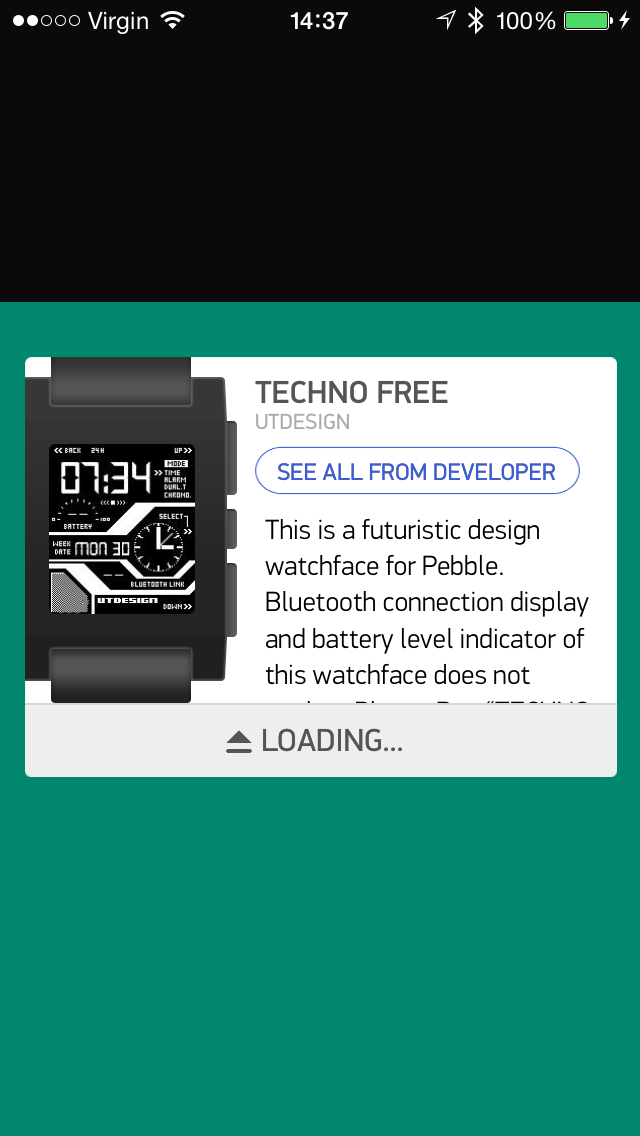 Virgin 14:37 100%
TECHNO FREE
UTDESIGN
SEE ALL FROM DEVELOPER
This is a futuristic design
watchface for Pebble.
Bluetooth connection display
and battery level indicator of
this watchface does not
BACK 24H UP
07:34
MODE
TIME
ALARM
DUAL.T
CHRONO.
0 - -- -100
BATTERY
SELECT
WEEK
DATE
MON 30
--
BLUETOOTH LINK
UTDESIGN
DOWN
LOADING...